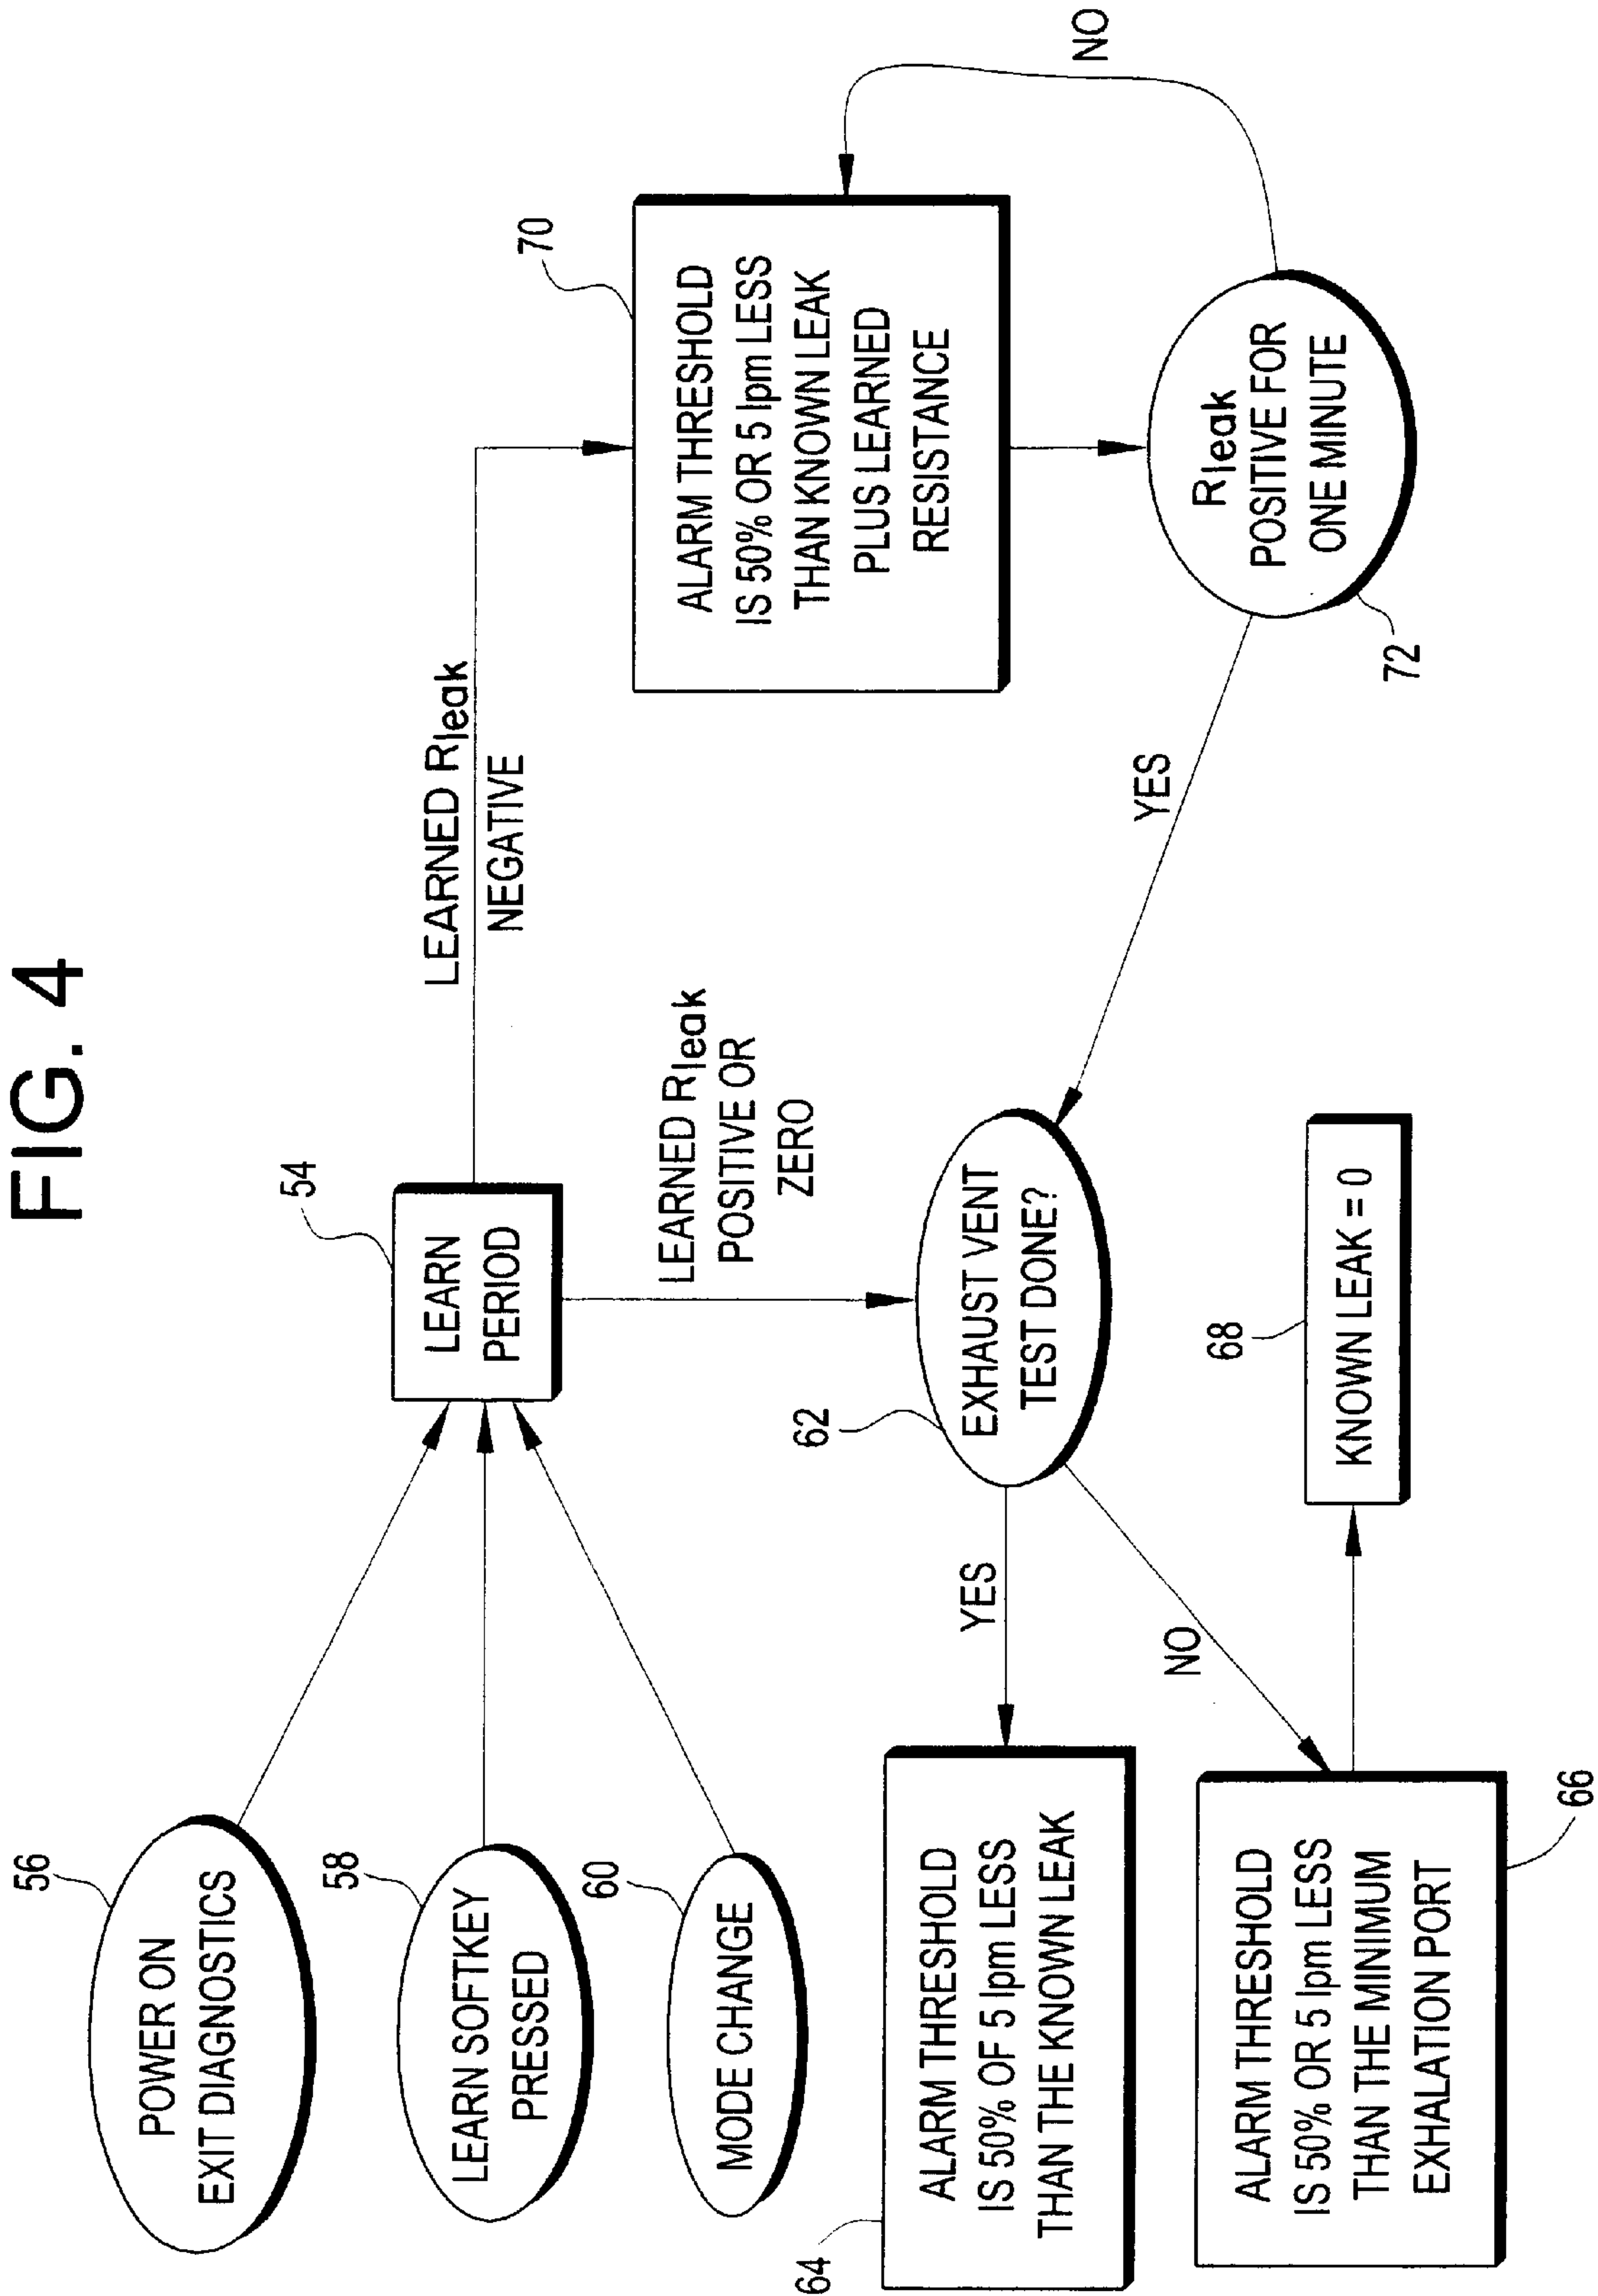 FIG. 4
56
POWER ON
EXIT DIAGNOSTICS
58
LEARN SOFTKEY
PRESSED
60
MODE CHANGE
54
LEARN
PERIOD
LEARNED Rleak
NEGATIVE
LEARNED Rleak
POSITIVE OR
ZERO
70
ALARM THRESHOLD
IS 50% OR 5 lpm LESS
THAN KNOWN LEAK
PLUS LEARNED
RESISTANCE
NO
72
Rleak
POSITIVE FOR
ONE MINUTE
YES
62
EXHAUST VENT
TEST DONE?
YES
NO
64
ALARM THRESHOLD
IS 50% OF 5 lpm LESS
THAN THE KNOWN LEAK
66
ALARM THRESHOLD
IS 50% OR 5 lpm LESS
THAN THE MINIMUM
EXHALATION PORT
68
KNOWN LEAK = 0